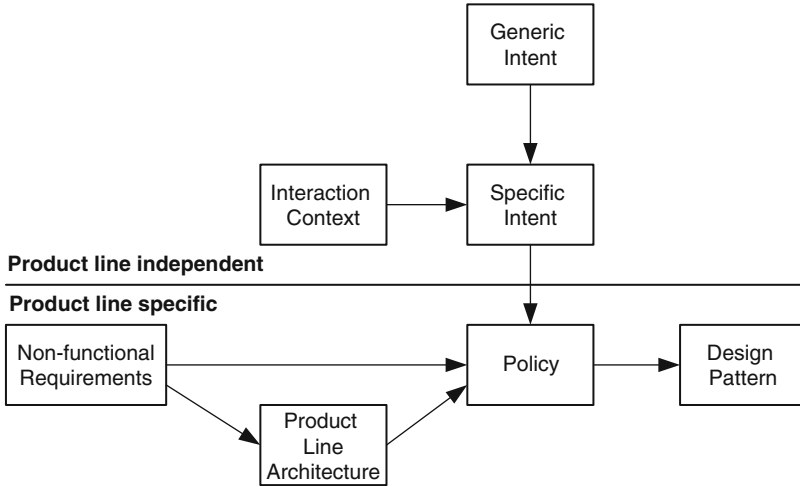 Generic
Intent
Interaction
Context
Specific
Intent
Product line independent
Product line specific
Non-functional
Requirements
Policy
Design
Pattern
Product
Line
Architecture